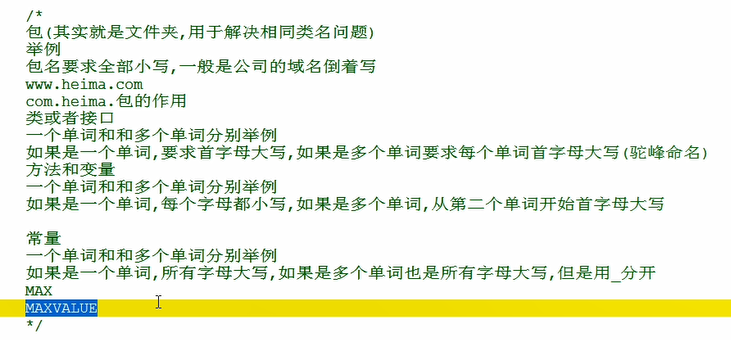 /*
包(其实就是文件夹,用于解决相同类名问题)
举例
包名要求全部小写,一般是公司的域名倒着写
www.heima.com
com.heima.包的作用
类或者接口
一个单词和和多个单词分别举例
如果是一个单词,要求首字母大写,如果是多个单词要求每个单词首字母大写(驼峰命名)
方法和变量
一个单词和和多个单词分别举例
如果是一个单词,每个字母都小写,如果是多个单词,从第二个单词开始首字母大写
常量
一个单词和和多个单词分别举例
如果是一个单词,所有字母大写,如果是多个单词也是所有字母大写,但是用_分开
MAX
MAXVALUE
*/